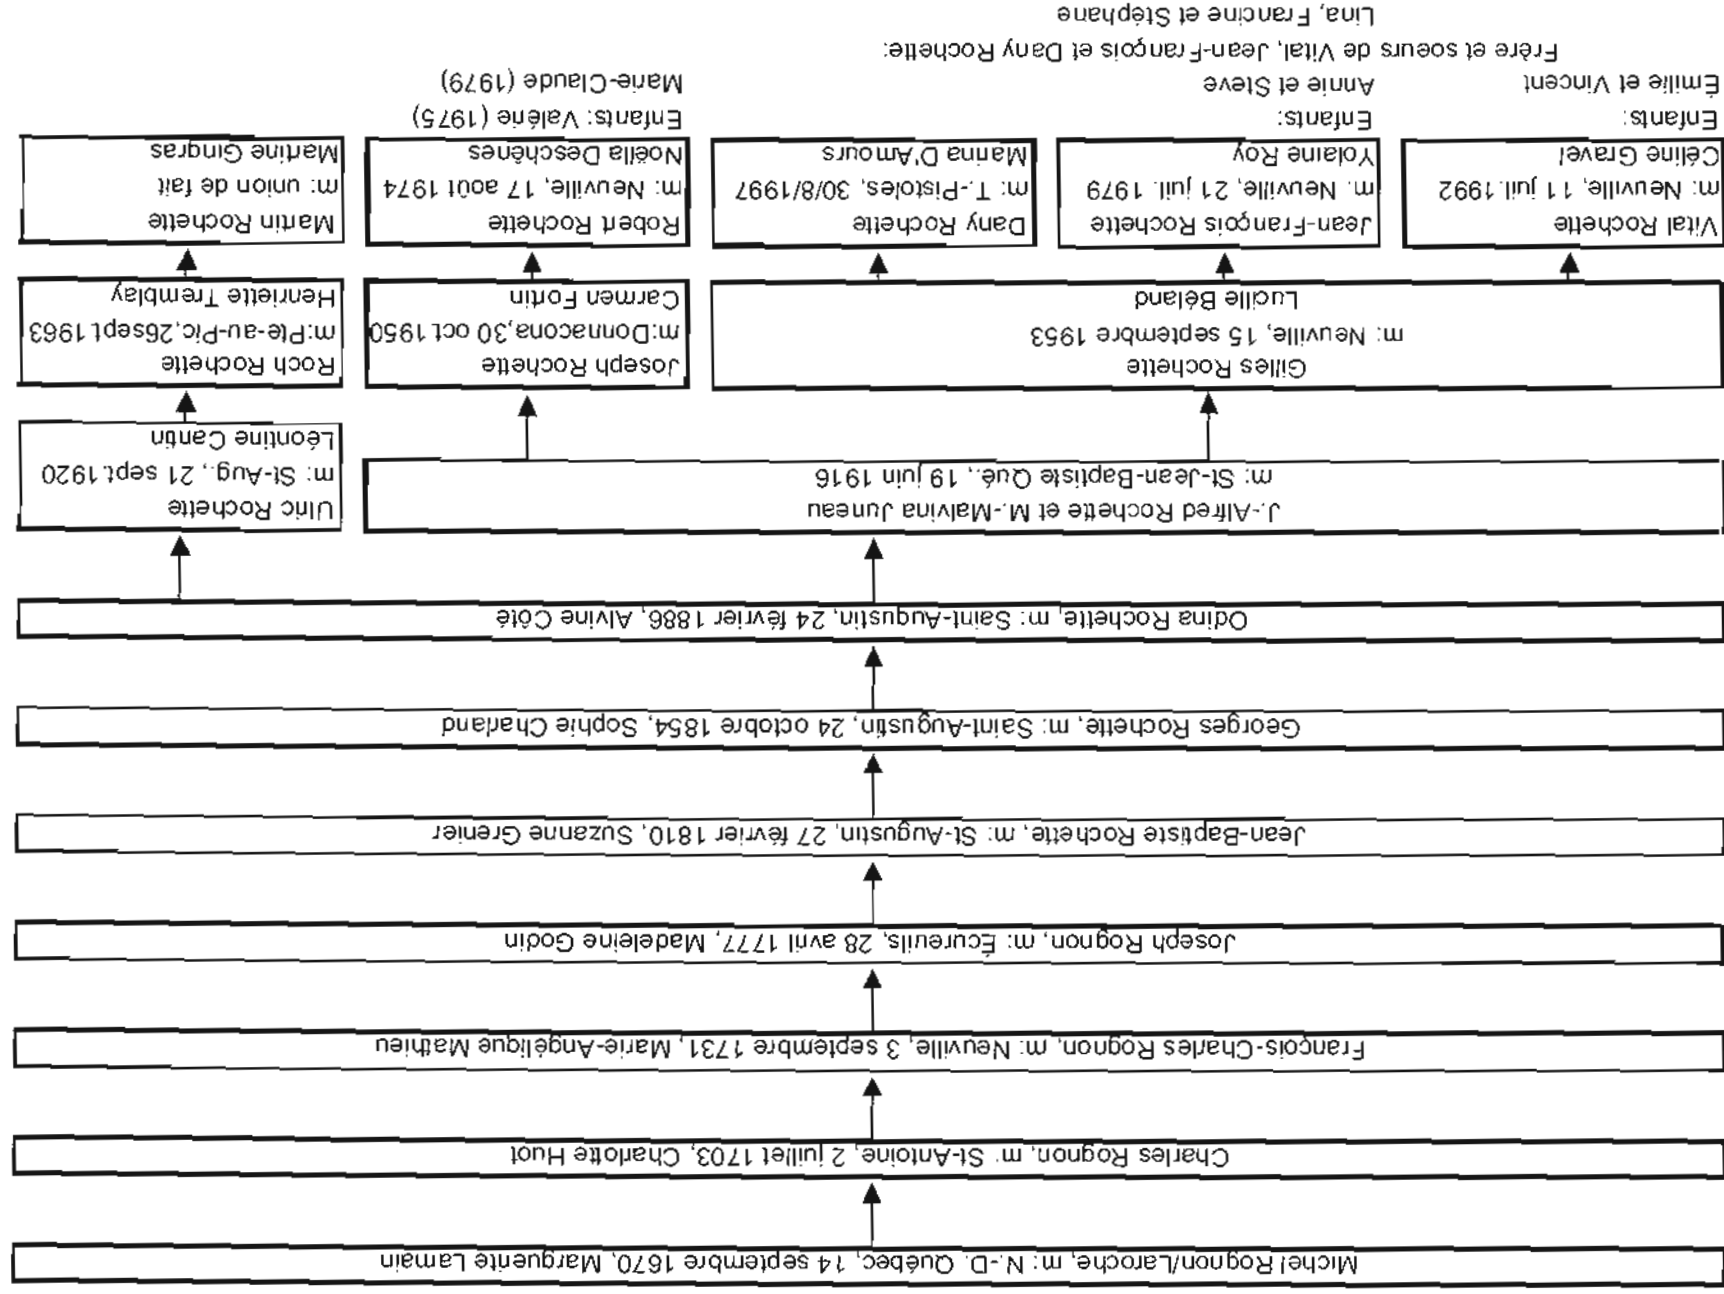 Michel Rognon/Laroche, m: N.-D. Québec, 14 septembre 1670, Marguerite Lamain
Charles Rognon, m: St-Antoine, 2 juillet 1703, Charlotte Huot
François-Charles Rognon, m: Neuville, 3 septembre 1731, Marie-Angélique Mathieu
Joseph Rognon, m: Écureuils, 28 avril 1777, Madeleine Godin
Jean-Baptiste Rochette, m: St-Augustin, 27 février 1810, Suzanne Grenier
Georges Rochette, m: Saint-Augustin, 24 octobre 1854, Sophie Charland
Odina Rochette, m: Saint-Augustin, 24 février 1886, Alvine Côté
J.-Alfred Rochette et M.-Malvina Juneau
m: St-Jean-Baptiste Qué., 19 juin 1916
Ulric Rochette
m: St-Aug., 21 sept 1920
Léontine Cantin
Gilles Rochette
m: Neuville, 15 septembre 1953
Lucille Béland
Joseph Rochette
m:Donnacona,30 oct 1950
Carmen Fortin
Roch Rochette
m:Pte-au-Pic,26sept 1963
Henriette Tremblay
Vital Rochette
m: Neuville, 11 juil.1992
Céline Gravel
Enfants:
Émilie et Vincent
Jean-François Rochette
m: Neuville, 21 juil. 1979
Yolaine Roy
Enfants:
Annie et Steve
Dany Rochette
m: T.-Pistoles, 30/8/1997
Marina D'Amours
Robert Rochette
m: Neuville, 17 août 1974
Noëlla Deschênes
Enfants: Valérie (1975)
Marie-Claude (1979)
Martin Rochette
m: union de fait
Martine Gingras
Frère et soeurs de Vital, Jean-François et Dany Rochette:
Lina, Francine et Stéphane